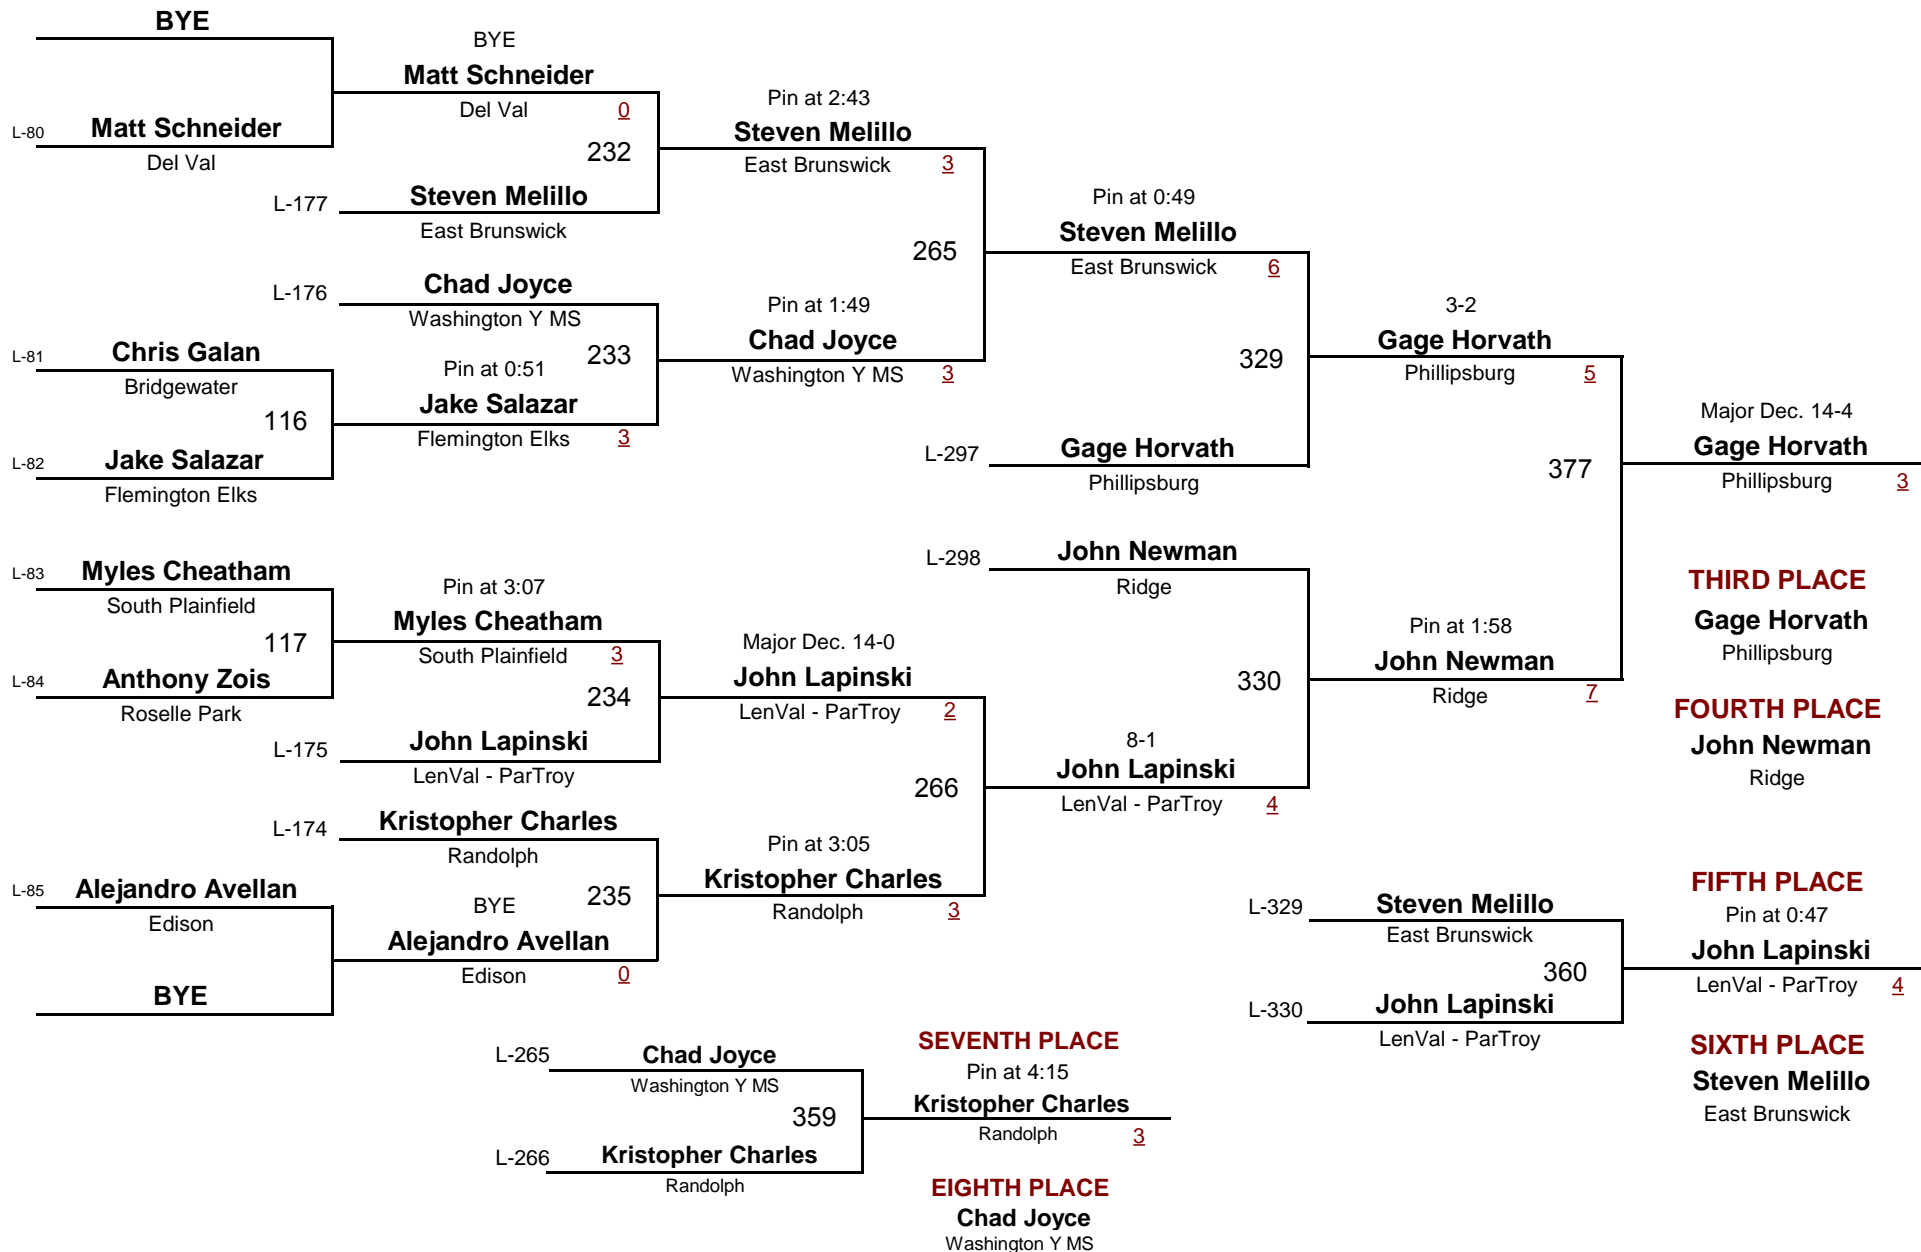 BYE
L-80
Matt Schneider
Del Val
BYE
Matt Schneider
Del Val
0
232
L-177
Steven Melillo
East Brunswick
Pin at 2:43
Steven Melillo
East Brunswick
3
L-176
Chad Joyce
Washington Y MS
L-81
Chris Galan
Bridgewater
116
L-82
Jake Salazar
Flemington Elks
Pin at 0:51
233
Jake Salazar
Flemington Elks
3
Pin at 1:49
Chad Joyce
Washington Y MS
3
265
Pin at 0:49
Steven Melillo
East Brunswick
6
329
L-297
Gage Horvath
Phillipsburg
3-2
Gage Horvath
Phillipsburg
5
L-83
Myles Cheatham
South Plainfield
117
L-84
Anthony Zois
Roselle Park
Pin at 3:07
Myles Cheatham
South Plainfield
3
234
L-175
John Lapinski
LenVal - ParTroy
Major Dec. 14-0
John Lapinski
LenVal - ParTroy
2
L-174
Kristopher Charles
Randolph
L-85
Alejandro Avellan
Edison
BYE
BYE
235
Alejandro Avellan
Edison
0
Pin at 3:05
Kristopher Charles
Randolph
3
266
L-298
John Newman
Ridge
330
8-1
John Lapinski
LenVal - ParTroy
4
Pin at 1:58
John Newman
Ridge
7
377
Major Dec. 14-4
Gage Horvath
Phillipsburg
3
THIRD PLACE
Gage Horvath
Phillipsburg
FOURTH PLACE
John Newman
Ridge
L-329
Steven Melillo
East Brunswick
360
L-330
John Lapinski
LenVal - ParTroy
FIFTH PLACE
Pin at 0:47
John Lapinski
LenVal - ParTroy
4
SIXTH PLACE
Steven Melillo
East Brunswick
L-265
Chad Joyce
Washington Y MS
359
L-266
Kristopher Charles
Randolph
SEVENTH PLACE
Pin at 4:15
Kristopher Charles
Randolph
3
EIGHTH PLACE
Chad Joyce
Washington Y MS